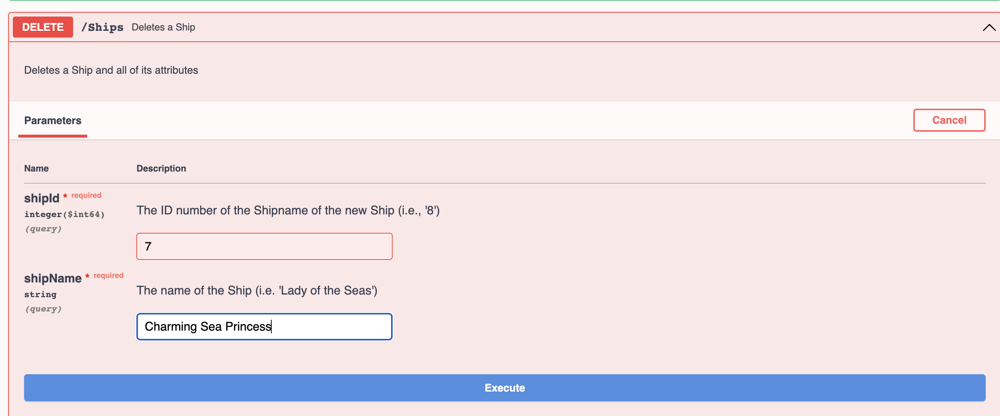 DELETE /Ships Deletes a Ship
Deletes a Ship and all of its attributes
Parameters Cancel
Name Description
shipId * required
integer($int64)
(query)
The ID number of the Shipname of the new Ship (i.e., '8')
7
shipName * required
string
(query)
The name of the Ship (i.e. 'Lady of the Seas')
Charming Sea Princess
Execute